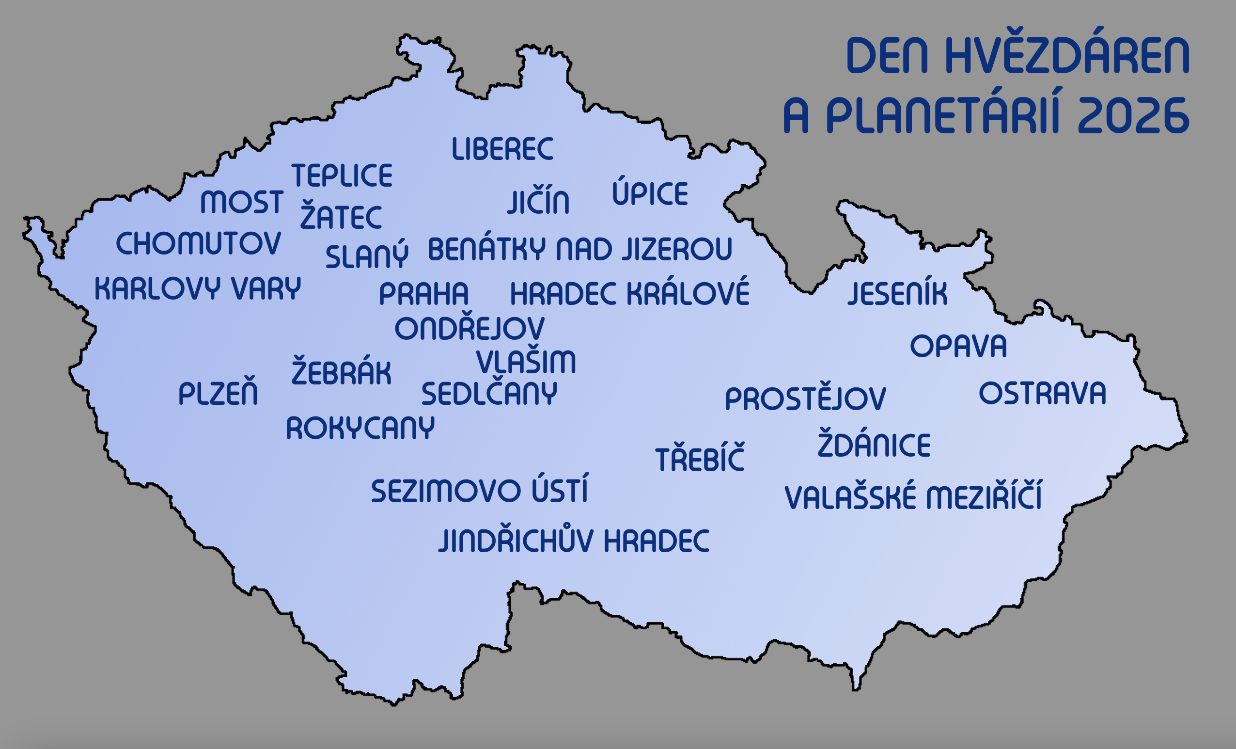 DEN HVĚZDÁREN
A PLANETÁRIÍ 2026
LIBEREC
TEPLICE
MOST
ŽATEC
JIČÍN
ÚPICE
CHOMUTOV
SLANÝ
BENÁTKY NAD JIZEROU
KARLOVY VARY
PRAHA
HRADEC KRÁLOVÉ
JESENÍK
ONDŘEJOV
OPAVA
VLAŠIM
ŽEBRÁK
PLZEŇ
SEDLČANY
PROSTĚJOV
OSTRAVA
ROKYCANY
TŘEBÍČ
ŽDÁNICE
SEZIMOVO ÚSTÍ
VALAŠSKÉ MEZIŘÍČÍ
JINDŘICHŮV HRADEC